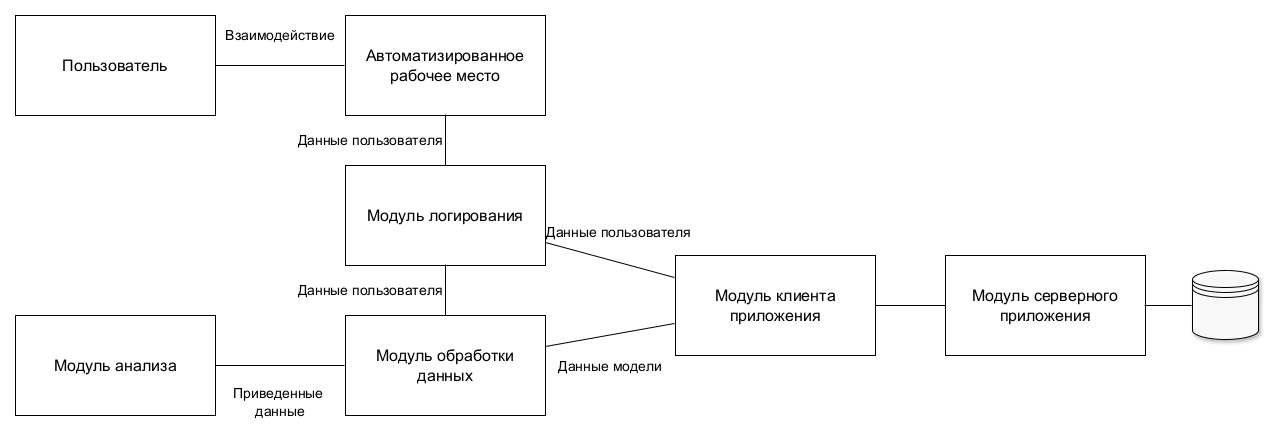 Взаимодействие
Пользователь
Автоматизированное
рабочее место
Данные пользователя
Модуль логирования
Данные пользователя
Данные пользователя
Модуль клиента
приложения
Модуль серверного
приложения
Модуль анализа
Модуль обработки
данных
Данные модели
Приведенные
данные